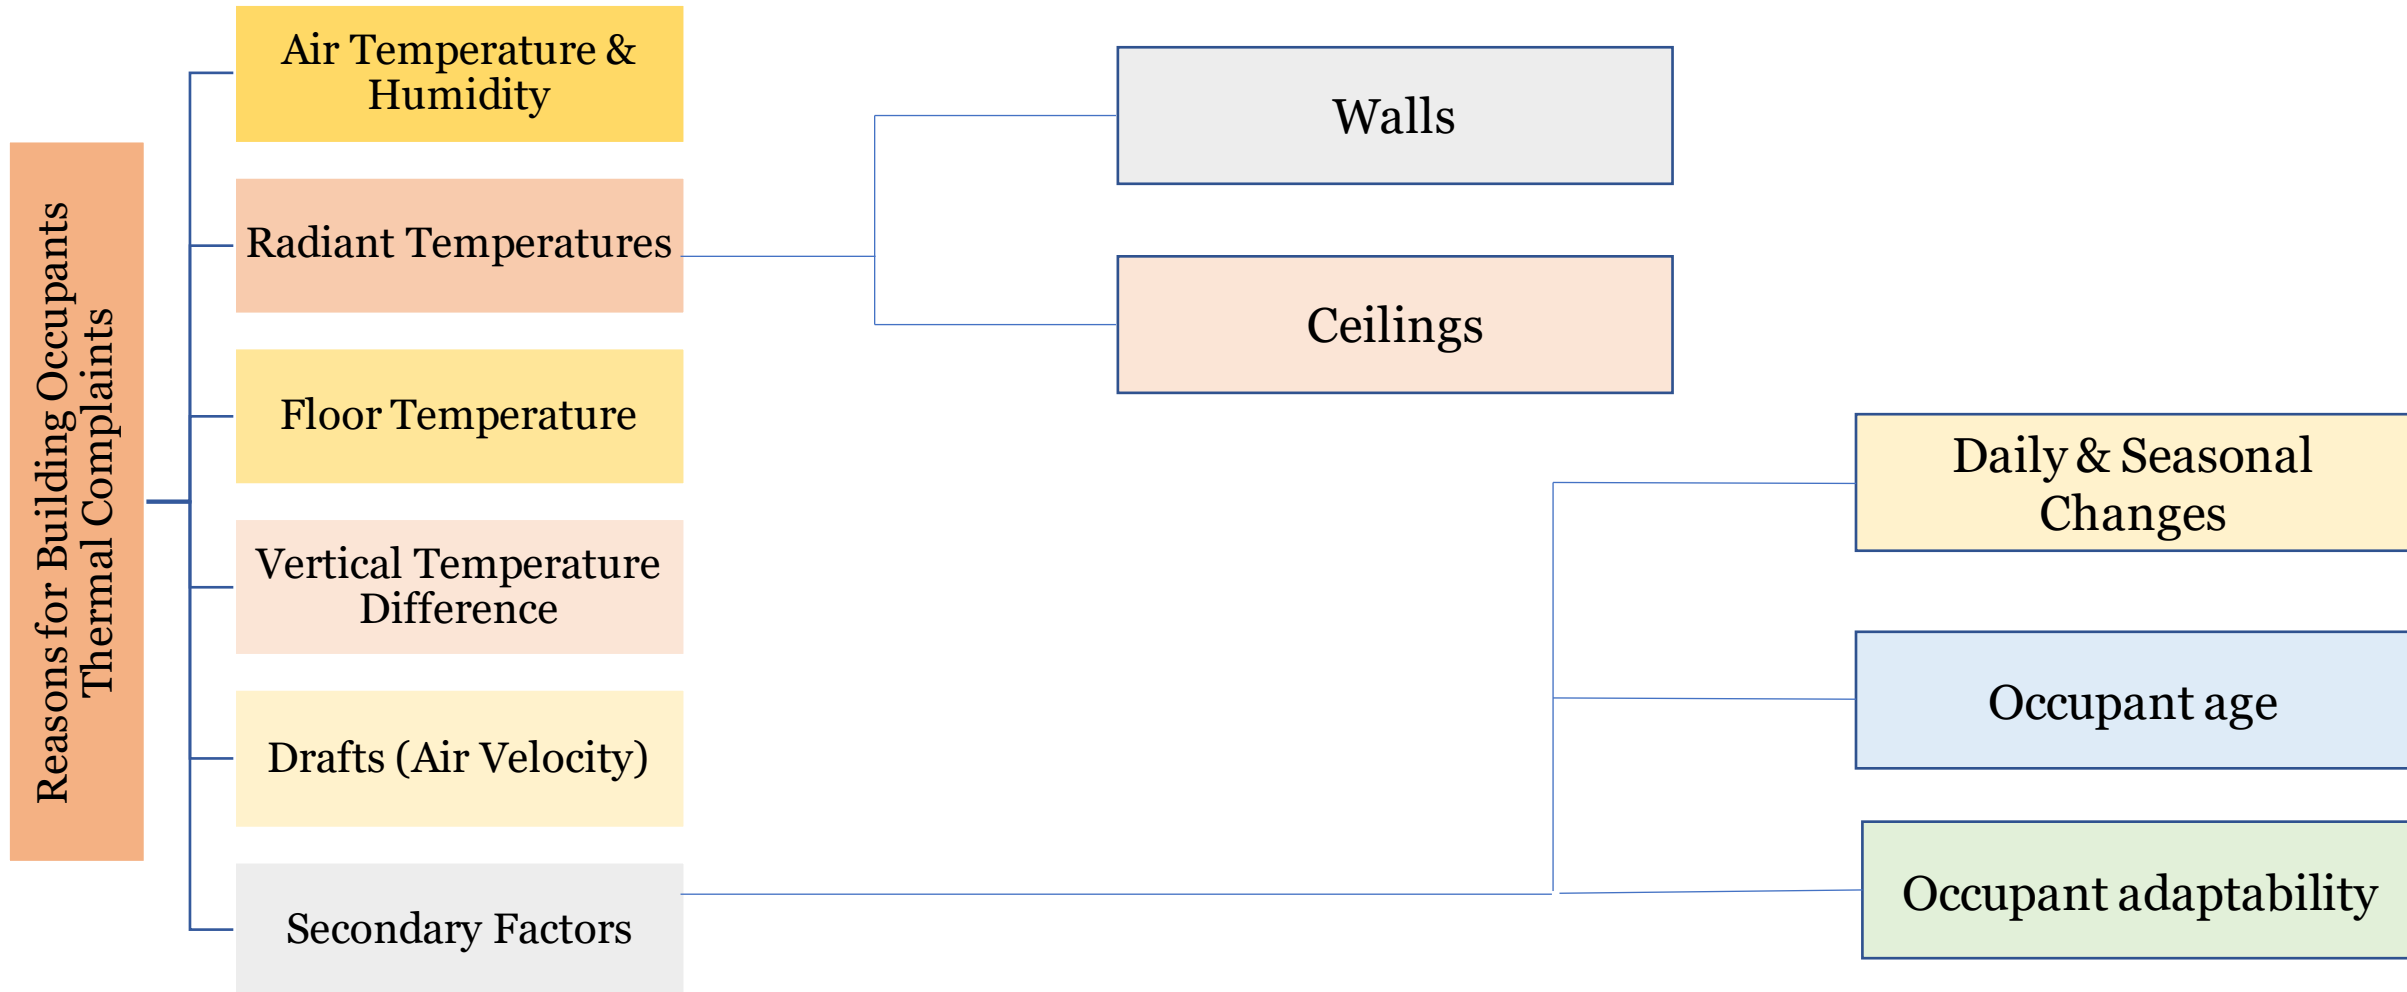 Reasons for Building Occupants
Thermal Complaints
Air Temperature &
Humidity
Radiant Temperatures
Floor Temperature
Vertical Temperature
Difference
Drafts (Air Velocity)
Secondary Factors
Walls
Ceilings
Daily & Seasonal
Changes
Occupant age
Occupant adaptability